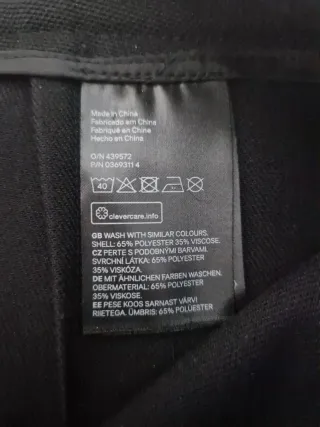 Made in China
Fabricado em China
Fabriqué en China
Hecho en China
O/N 439572
P/N 0369311 4
40
clevercare.info
GB WASH WITH SIMILAR COLOURS.
SHELL: 65% POLYESTER 35% VISCOSE.
CZ PERTE S PODOBNÝMI BARVAMI.
SVRCHNÍ LÁTKA: 65% POLYESTER
35% VISKÓZA.
DE MIT ÄHNLICHEN FARBEN WASCHEN.
OBERMATERIAL: 65% POLYESTER
35% VISKOSE.
EE PESE KOOS SARNAST VÄRVI
RIIETEGA. ÜMBRIS: 65% POLÜESTER